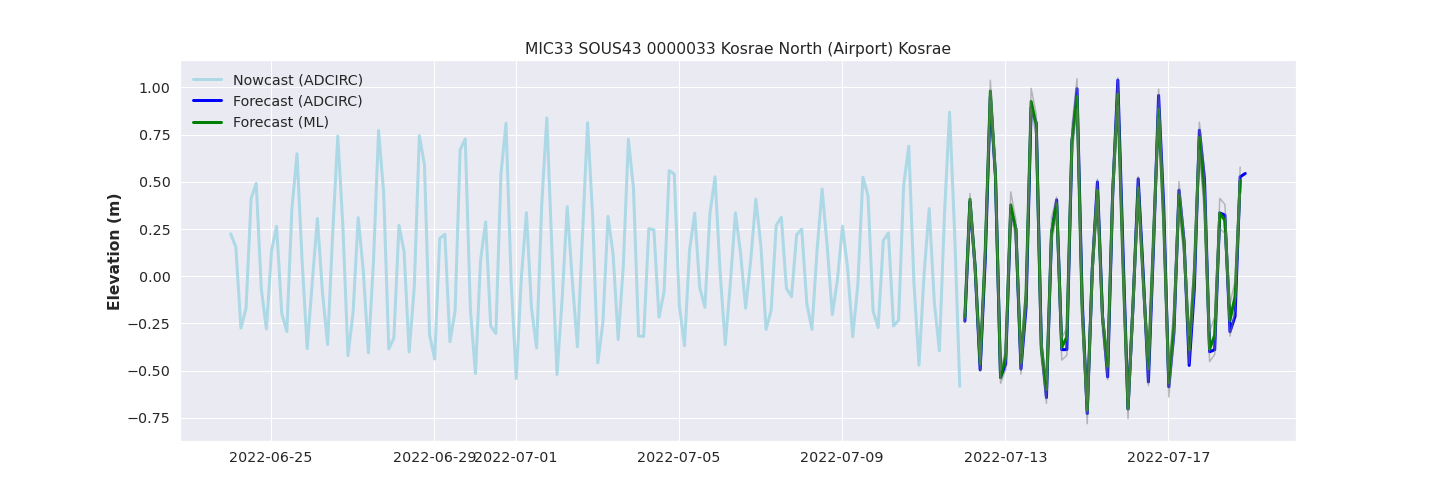 MIC33 SOUS43 0000033 Kosrae North (Airport) Kosrae
Nowcast (ADCIRC)
Forecast (ADCIRC)
Forecast (ML)
Elevation (m)
1.00
0.75
0.50
0.25
0.00
−0.25
−0.50
−0.75
2022-06-25 2022-06-29 2022-07-01 2022-07-05 2022-07-09 2022-07-13 2022-07-17